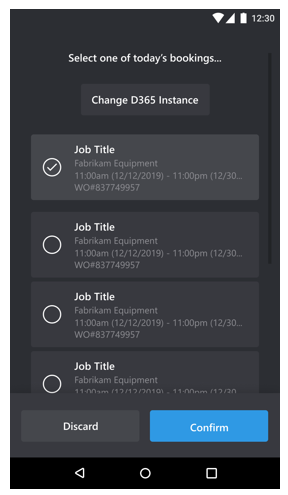 12:30
Select one of today's bookings...
Change D365 Instance
Job Title
Fabrikam Equipment
11:00am (12/12/2019) - 11:00pm (12/30...
WO#837749957
Job Title
Fabrikam Equipment
11:00am (12/12/2019) - 11:00pm (12/30...
WO#837749957
Job Title
Fabrikam Equipment
11:00am (12/12/2019) - 11:00pm (12/30...
WO#837749957
Job Title
Fabrikam Equipment
11:00am (12/12/2019) - 11:00pm (12/30
Discard
Confirm